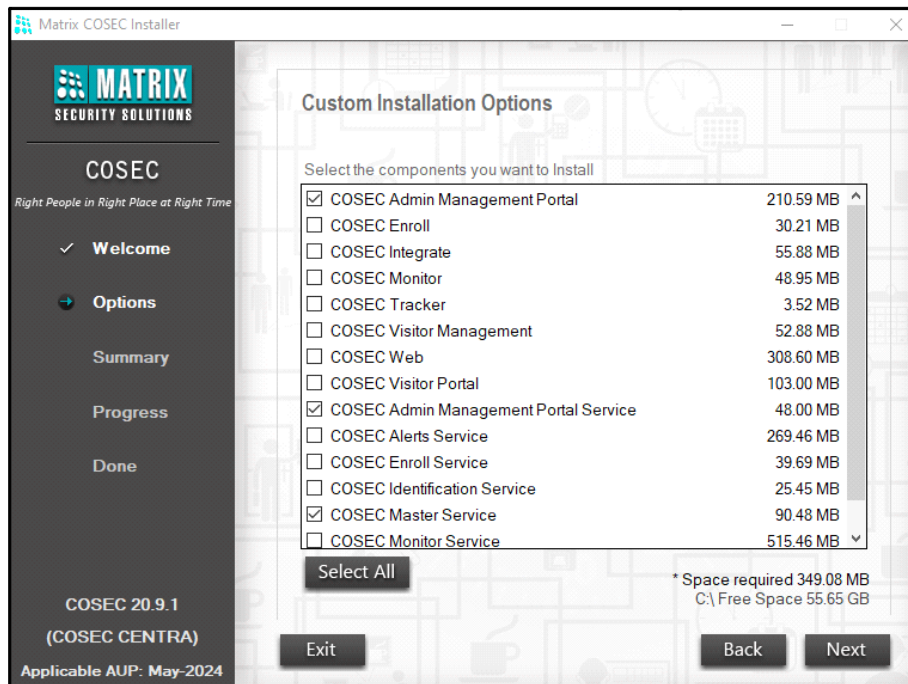 Matrix COSEC Installer
MATRIX
SECURITY SOLUTIONS
COSEC
Right People in Right Place at Right Time
Welcome
Options
Summary
Progress
Done
COSEC 20.9.1
(COSEC CENTRA)
Applicable AUP: May-2024
Custom Installation Options
Select the components you want to Install
COSEC Admin Management Portal 210.59 MB
COSEC Enroll 30.21 MB
COSEC Integrate 55.88 MB
COSEC Monitor 48.95 MB
COSEC Tracker 3.52 MB
COSEC Visitor Management 52.88 MB
COSEC Web 308.60 MB
COSEC Visitor Portal 103.00 MB
COSEC Admin Management Portal Service 48.00 MB
COSEC Alerts Service 269.46 MB
COSEC Enroll Service 39.69 MB
COSEC Identification Service 25.45 MB
COSEC Master Service 90.48 MB
COSEC Monitor Service 515.46 MB
Select All
* Space required 349.08 MB
C:\ Free Space 55.65 GB
Exit
Back
Next